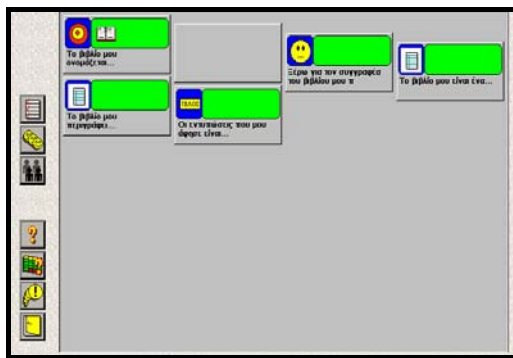 Το βιβλίο μου
ονομάζεται...
Ξέρω για τον συγγραφέα
του βιβλίου μου π
Το βιβλίο μου είναι ένα...
Το βιβλίο μου
περιγράφει...
ΤΕΛΟΣ
Οι εντυπώσεις που μου
άφησε είναι...